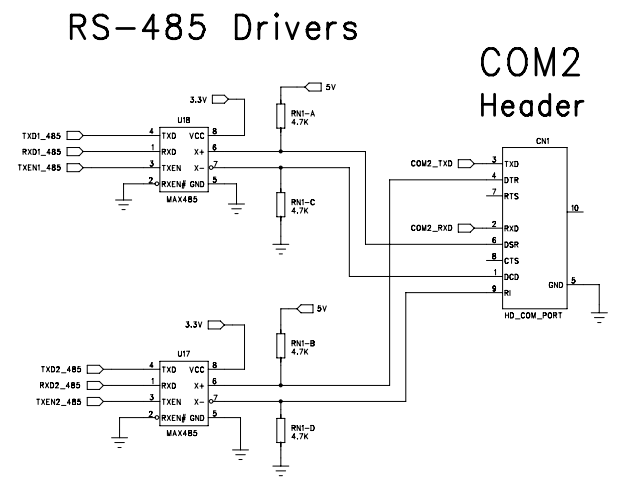 RS-485 Drivers
COM2
Header
5V
3.3V
RN1-A
4.7K
U18
TXD1_485 4 TXD VCC 8
RXD1_485 1 RXD X+ 6
TXEN1_485 3 TXEN X- 7
2 RXEN# GND 5
MAX485
RN1-C
4.7K
CN1
COM2_TXD 3 TXD
4 DTR
7 RTS
10
COM2_RXD 2 RXD
6 DSR
8 CTS
1 DCD
GND 5
9 RI
HD_COM_PORT
5V
3.3V
RN1-B
4.7K
U17
TXD2_485 4 TXD VCC 8
RXD2_485 1 RXD X+ 6
TXEN2_485 3 TXEN X- 7
2 RXEN# GND 5
MAX485
RN1-D
4.7K